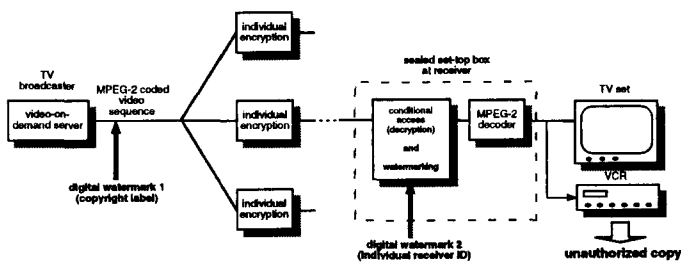 individual
encryption
TV
broadcaster
video-on-
demand server
MPEG-2 coded
video
sequence
digital watermark 1
(copyright label)
individual
encryption
individual
encryption
sealed set-top box
at receiver
conditional
access
(decryption)
and
watermarking
MPEG-2
decoder
digital watermark 2
(individual receiver ID)
TV set
VCR
unauthorized copy